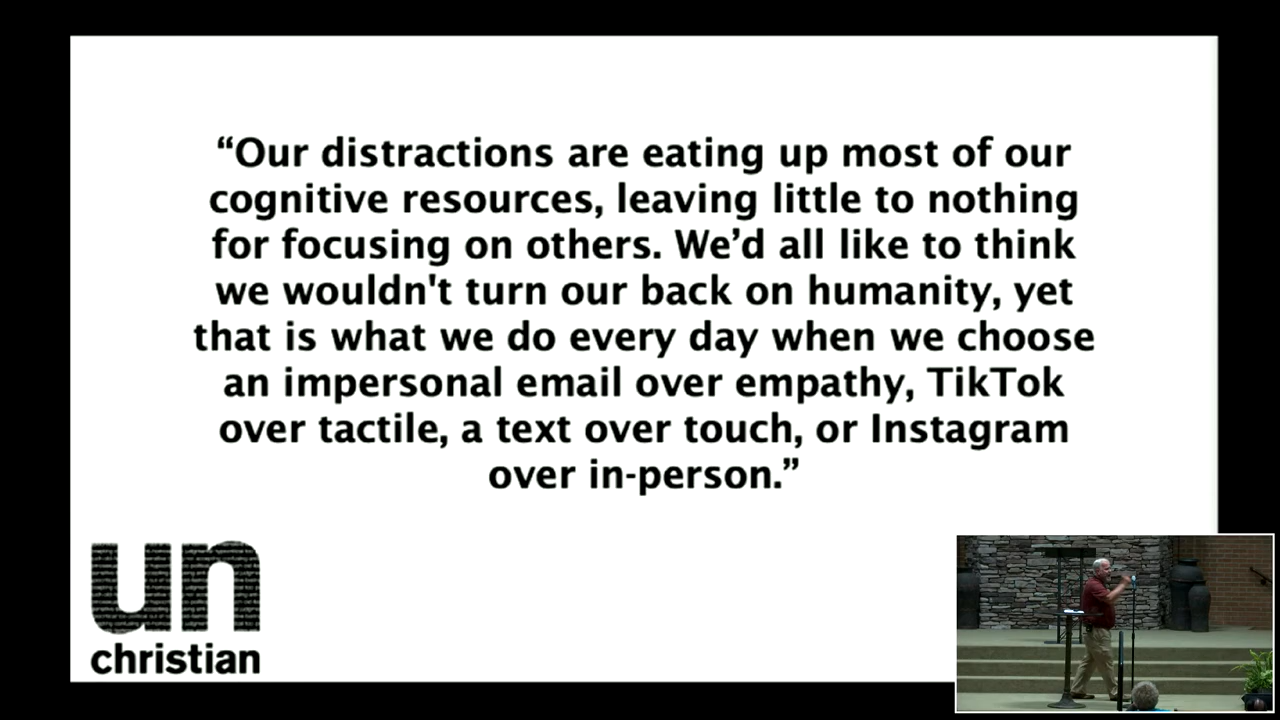 “Our distractions are eating up most of our
cognitive resources, leaving little to nothing
for focusing on others. We’d all like to think
we wouldn't turn our back on humanity, yet
that is what we do every day when we choose
an impersonal email over empathy, TikTok
over tactile, a text over touch, or Instagram
over in-person.”
un
christian